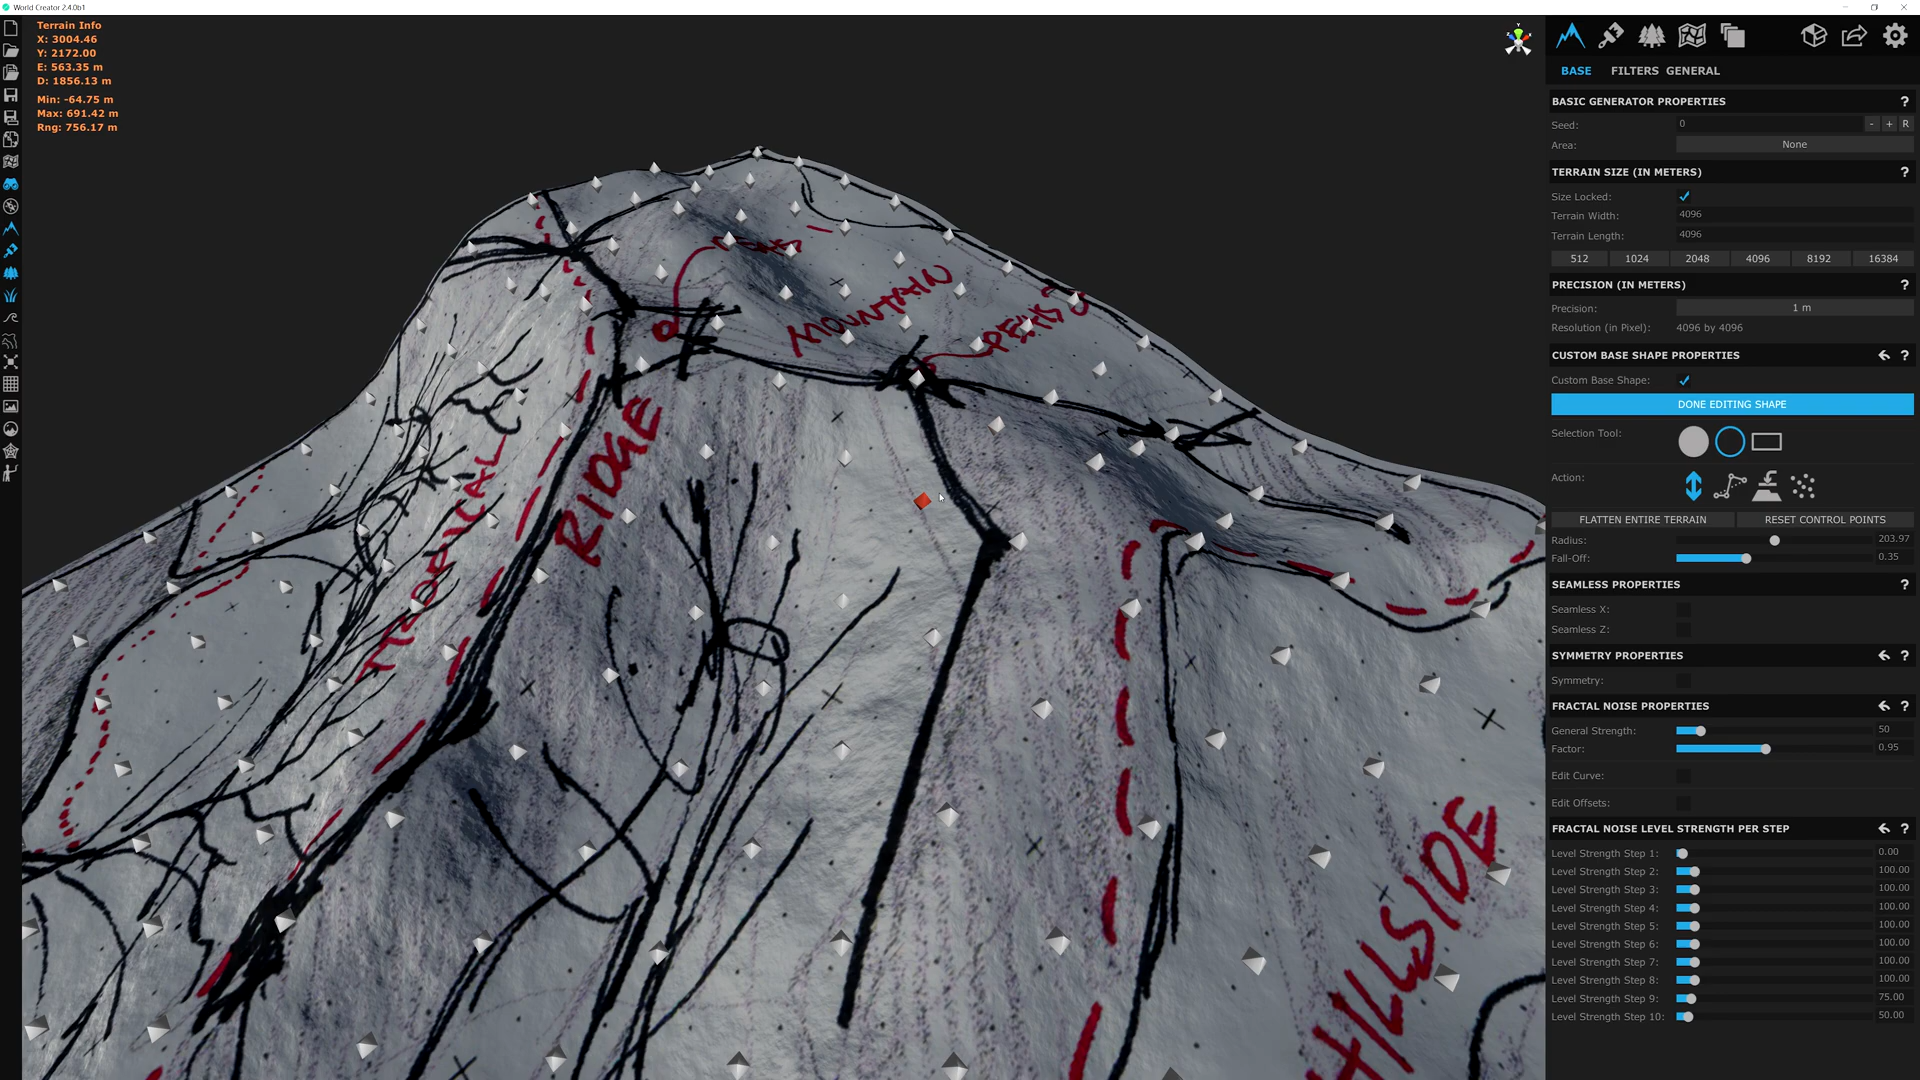 World Creator 2.4.0b1
Terrain Info
X: 3004.46
Y: 2172.00
E: 563.35 m
D: 1856.13 m
Min: -64.75 m
Max: 691.42 m
Rng: 756.17 m
MOUNTAIN
RIDGE
HILLSIDE
BASE FILTERS GENERAL
BASIC GENERATOR PROPERTIES ?
Seed: 0 - + R
Area: None
TERRAIN SIZE (IN METERS) ?
Size Locked:
Terrain Width: 4096
Terrain Length: 4096
512 1024 2048 4096 8192 16384
PRECISION (IN METERS) ?
Precision: 1 m
Resolution (in Pixel): 4096 by 4096
CUSTOM BASE SHAPE PROPERTIES ?
Custom Base Shape:
DONE EDITING SHAPE
Selection Tool:
Action:
FLATTEN ENTIRE TERRAIN RESET CONTROL POINTS
Radius: 203.97
Fall-Off: 0.35
SEAMLESS PROPERTIES ?
Seamless X:
Seamless Z:
SYMMETRY PROPERTIES ?
Symmetry:
FRACTAL NOISE PROPERTIES ?
General Strength: 50
Factor: 0.95
Edit Curve:
Edit Offsets:
FRACTAL NOISE LEVEL STRENGTH PER STEP ?
Level Strength Step 1: 0.00
Level Strength Step 2: 100.00
Level Strength Step 3: 100.00
Level Strength Step 4: 100.00
Level Strength Step 5: 100.00
Level Strength Step 6: 100.00
Level Strength Step 7: 100.00
Level Strength Step 8: 100.00
Level Strength Step 9: 75.00
Level Strength Step 10: 50.00